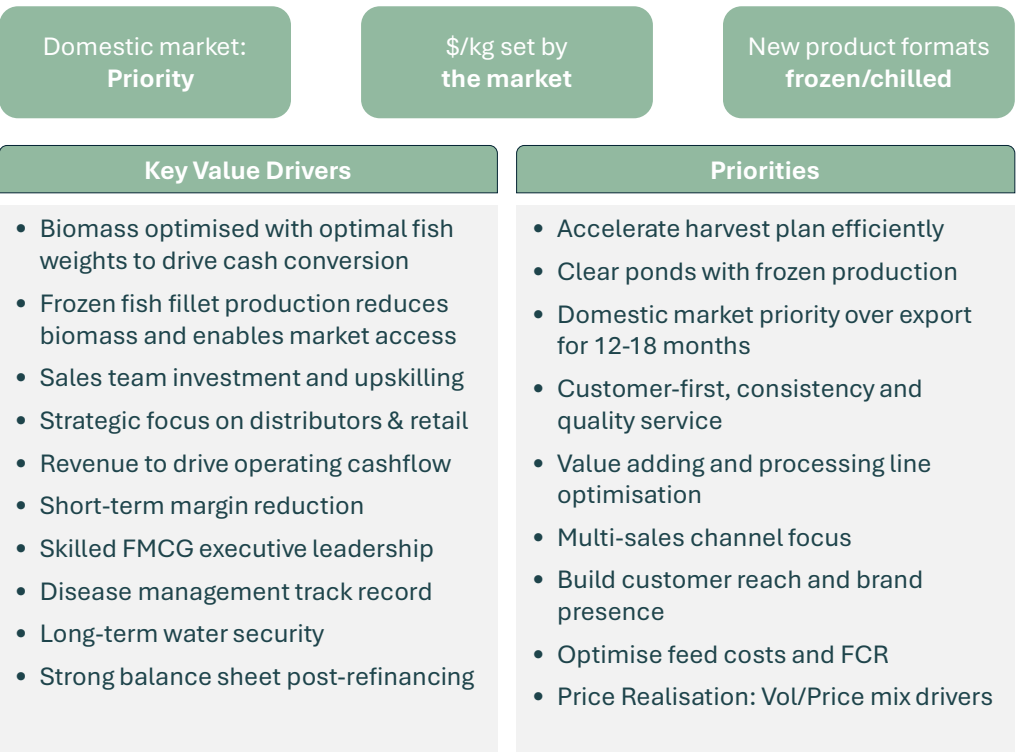 Domestic market:
Priority
$/kg set by
the market
New product formats
frozen/chilled
Key Value Drivers
• Biomass optimised with optimal fish
weights to drive cash conversion
• Frozen fish fillet production reduces
biomass and enables market access
• Sales team investment and upskilling
• Strategic focus on distributors & retail
• Revenue to drive operating cashflow
• Short-term margin reduction
• Skilled FMCG executive leadership
• Disease management track record
• Long-term water security
• Strong balance sheet post-refinancing
Priorities
• Accelerate harvest plan efficiently
• Clear ponds with frozen production
• Domestic market priority over export
for 12-18 months
• Customer-first, consistency and
quality service
• Value adding and processing line
optimisation
• Multi-sales channel focus
• Build customer reach and brand
presence
• Optimise feed costs and FCR
• Price Realisation: Vol/Price mix drivers